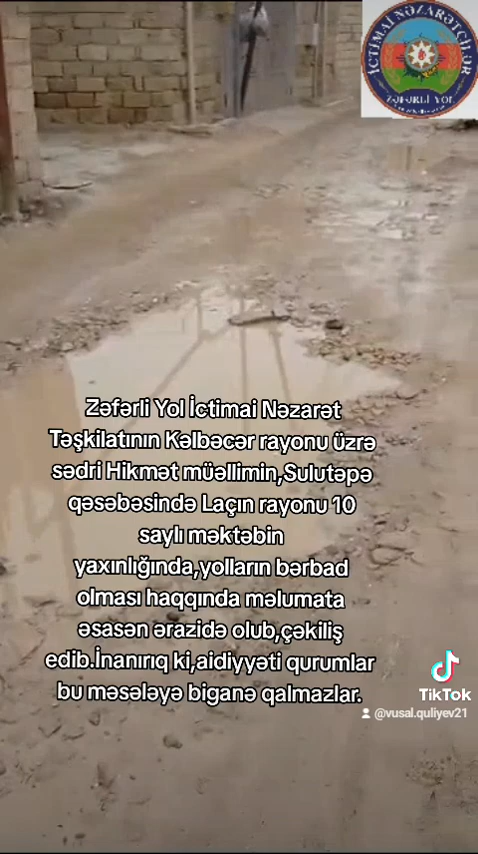 İCTİMAİ NƏZARƏTÇİLƏR
ZƏFƏRLİ YOL
Zəfərli Yol İctimai Nəzarət
Təşkilatının Kəlbəcər rayonu üzrə
sədri Hikmət müəllimin,Sulutəpə
qəsəbəsində Laçın rayonu 10
saylı məktəbin
yaxınlığında,yolların bərbad
olması haqqında məlumata
əsasən ərazidə olub,çəkiliş
edib.İnanırıq ki,aidiyyəti qurumlar
bu məsələyə biganə qalmazlar.
TikTok
@vusal.quliyev21